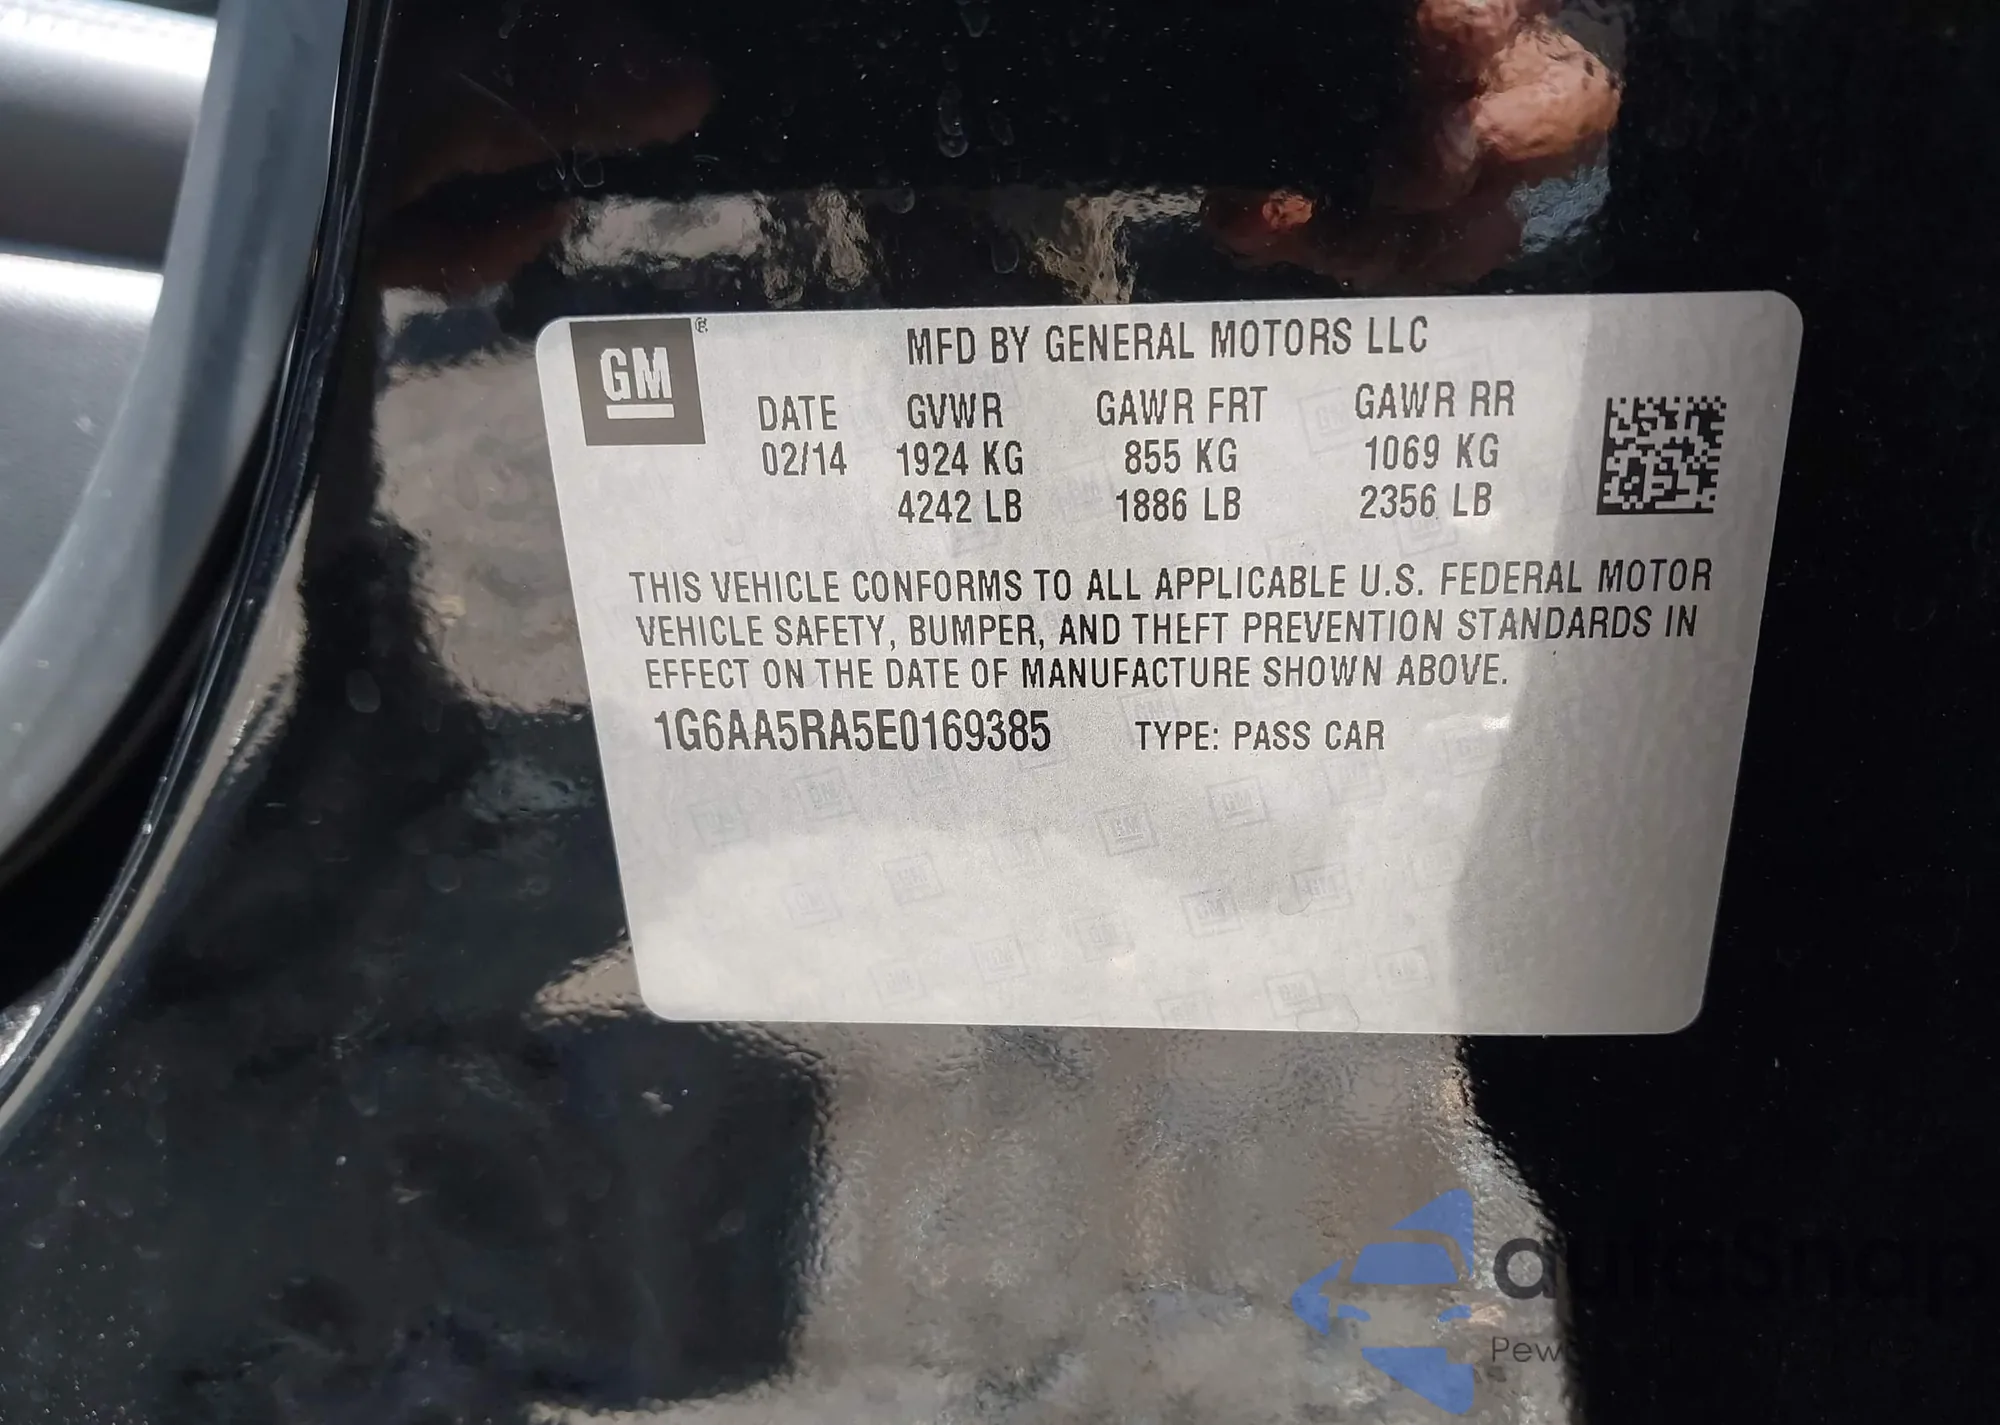 GM ®
MFD BY GENERAL MOTORS LLC
DATE GVWR GAWR FRT GAWR RR
02/14 1924 KG 855 KG 1069 KG
4242 LB 1886 LB 2356 LB
THIS VEHICLE CONFORMS TO ALL APPLICABLE U.S. FEDERAL MOTOR
VEHICLE SAFETY, BUMPER, AND THEFT PREVENTION STANDARDS IN
EFFECT ON THE DATE OF MANUFACTURE SHOWN ABOVE.
1G6AA5RA5E0169385 TYPE: PASS CAR